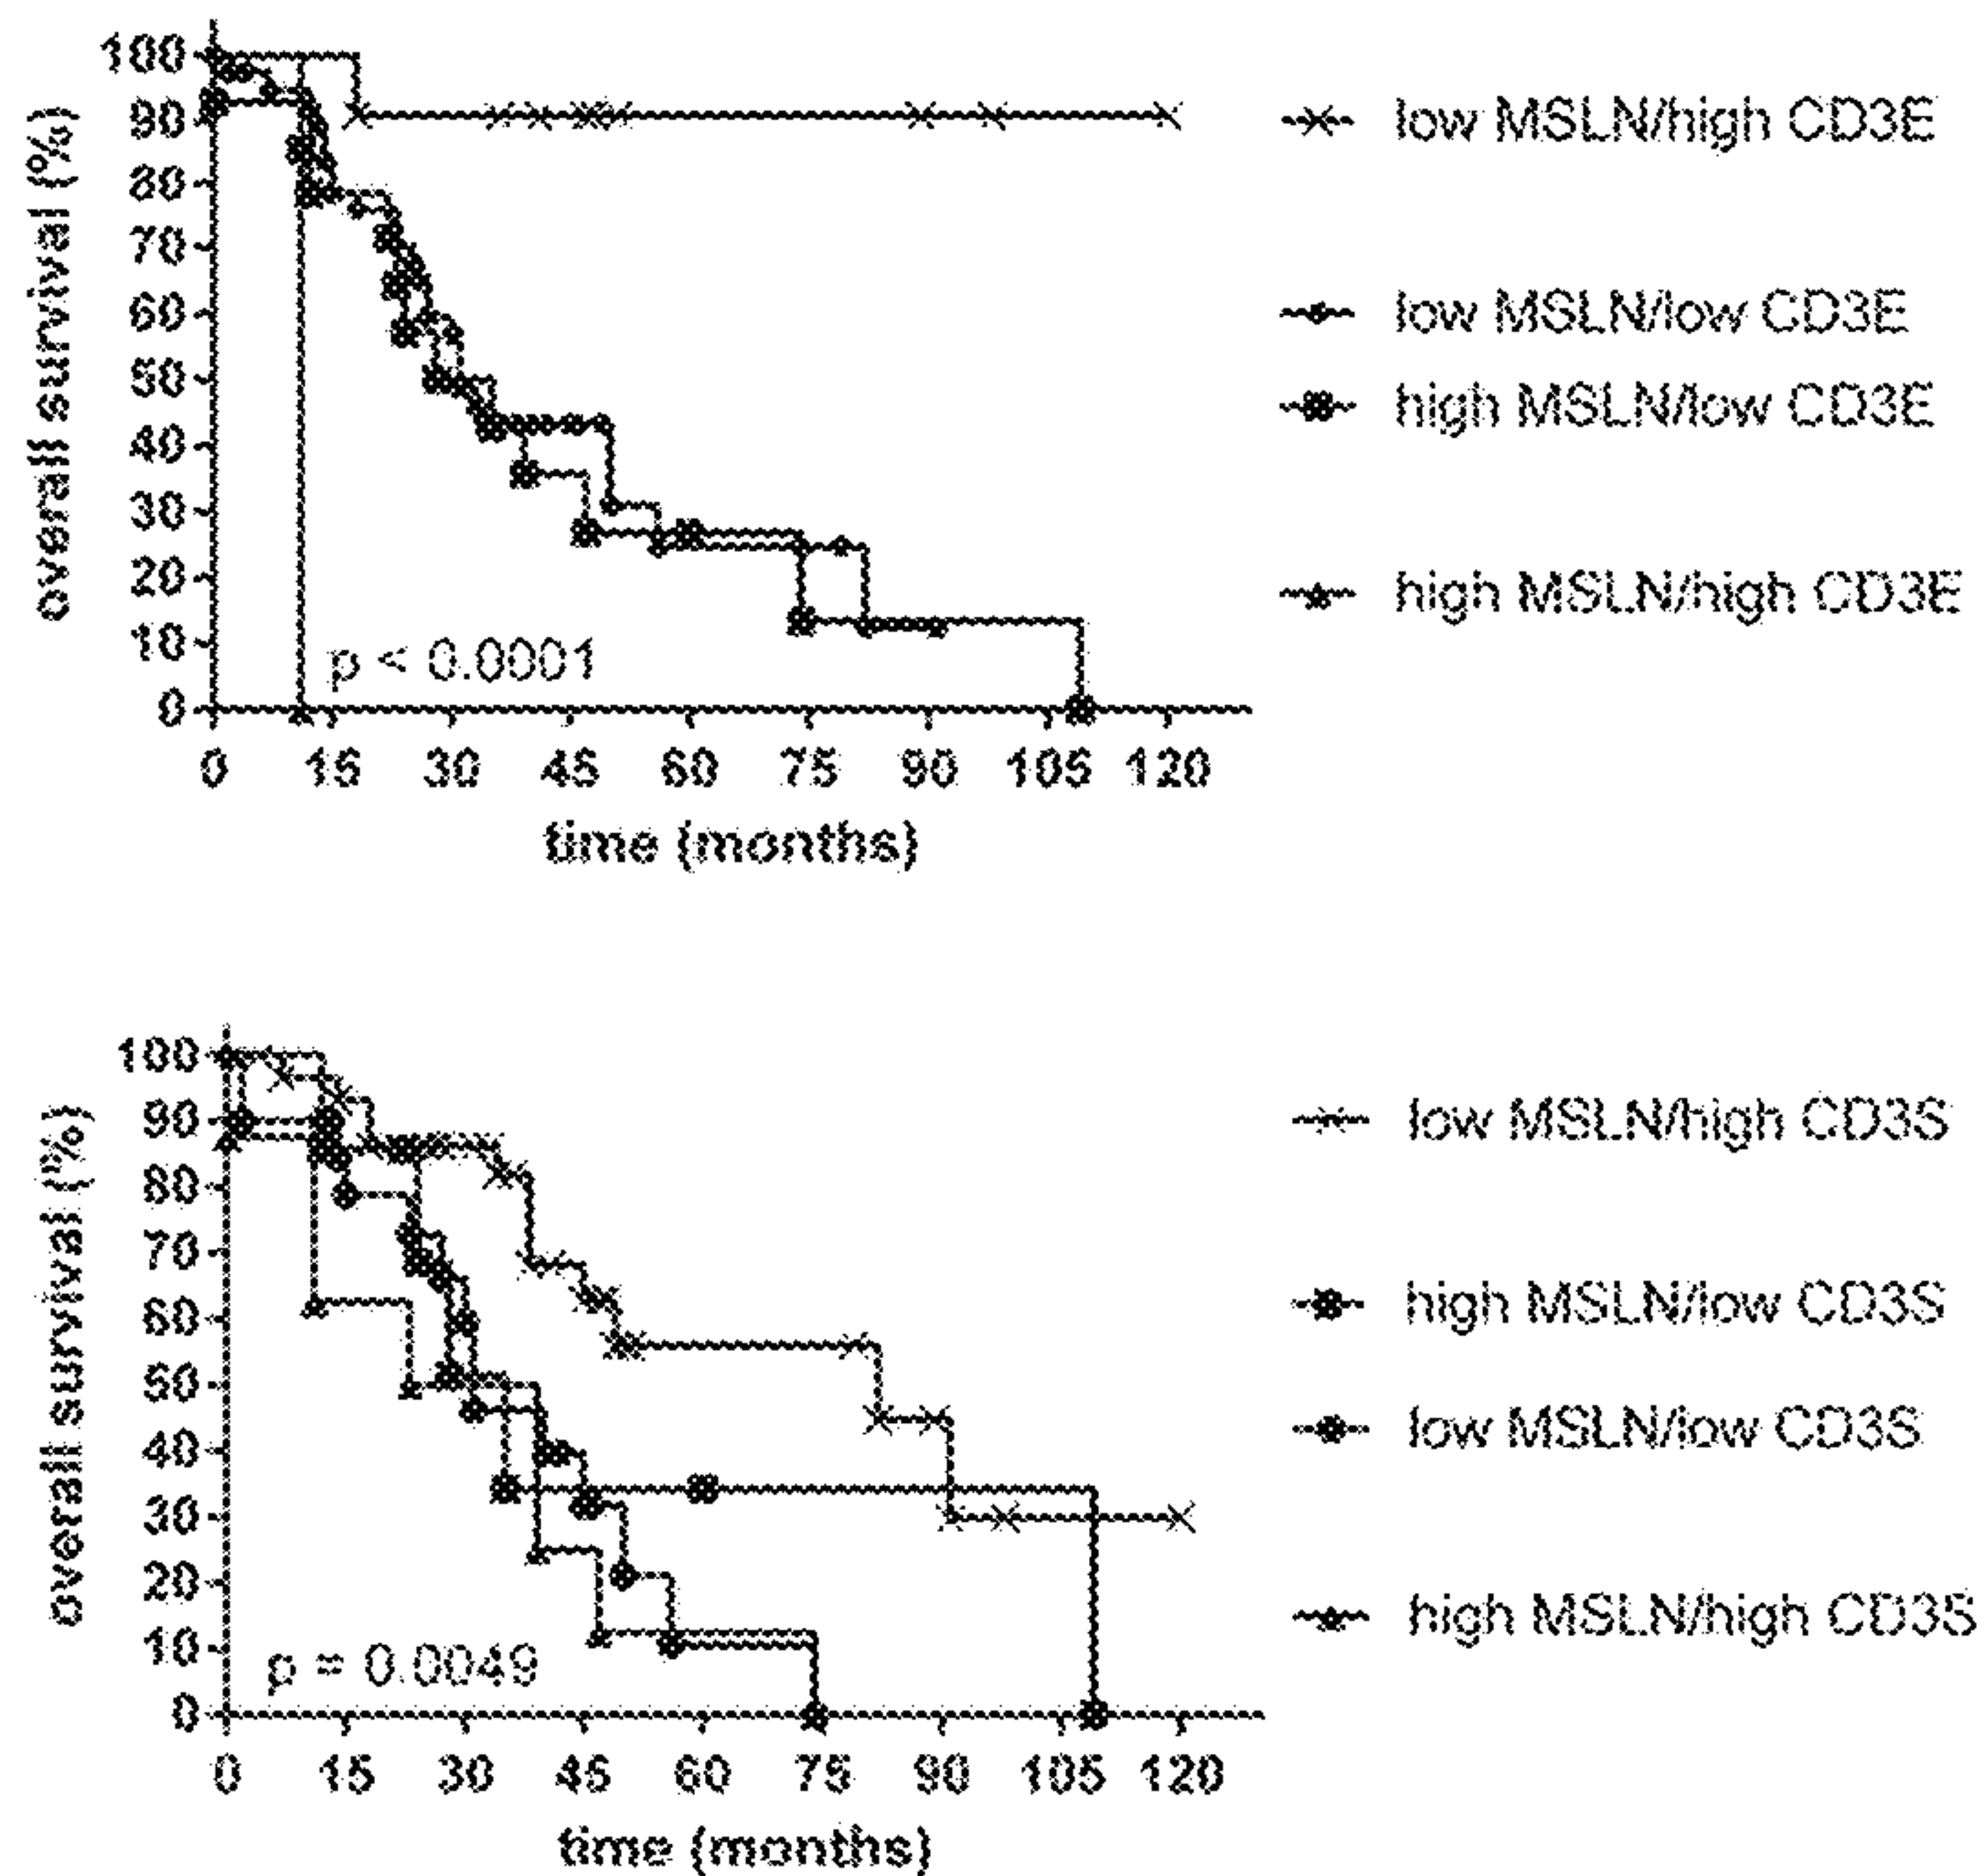 overall survival (%)
100
90
80
70
60
50
40
30
20
10
0
p < 0.0001
0 15 30 45 60 75 90 105 120
time (months)
low MSLN/high CD3E
low MSLN/low CD3E
high MSLN/low CD3E
high MSLN/high CD3E
overall survival (%)
100
90
80
70
60
50
40
30
20
10
0
p = 0.0049
0 15 30 45 60 75 90 105 120
time (months)
low MSLN/high CD3S
high MSLN/low CD3S
low MSLN/low CD3S
high MSLN/high CD3S